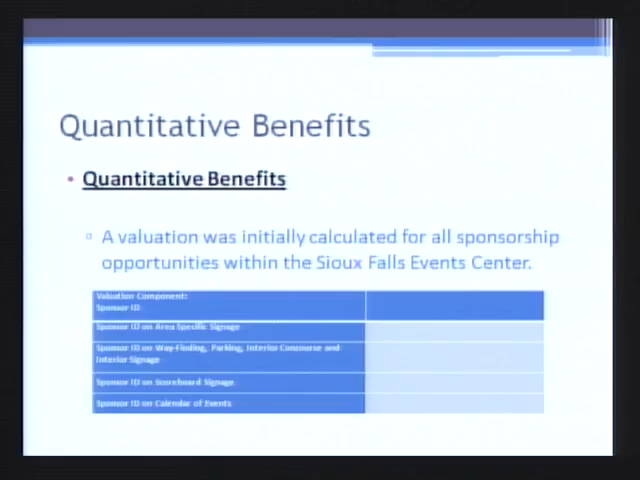 Quantitative Benefits
• Quantitative Benefits
▫ A valuation was initially calculated for all sponsorship
opportunities within the Sioux Falls Events Center.
Valuation Component:
Sponsor ID
Sponsor ID on Area Specific Signage
Sponsor ID on Way-Finding, Parking, Interior Concourse and
Interior Signage
Sponsor ID on Scoreboard Signage
Sponsor ID on Calendar of Events